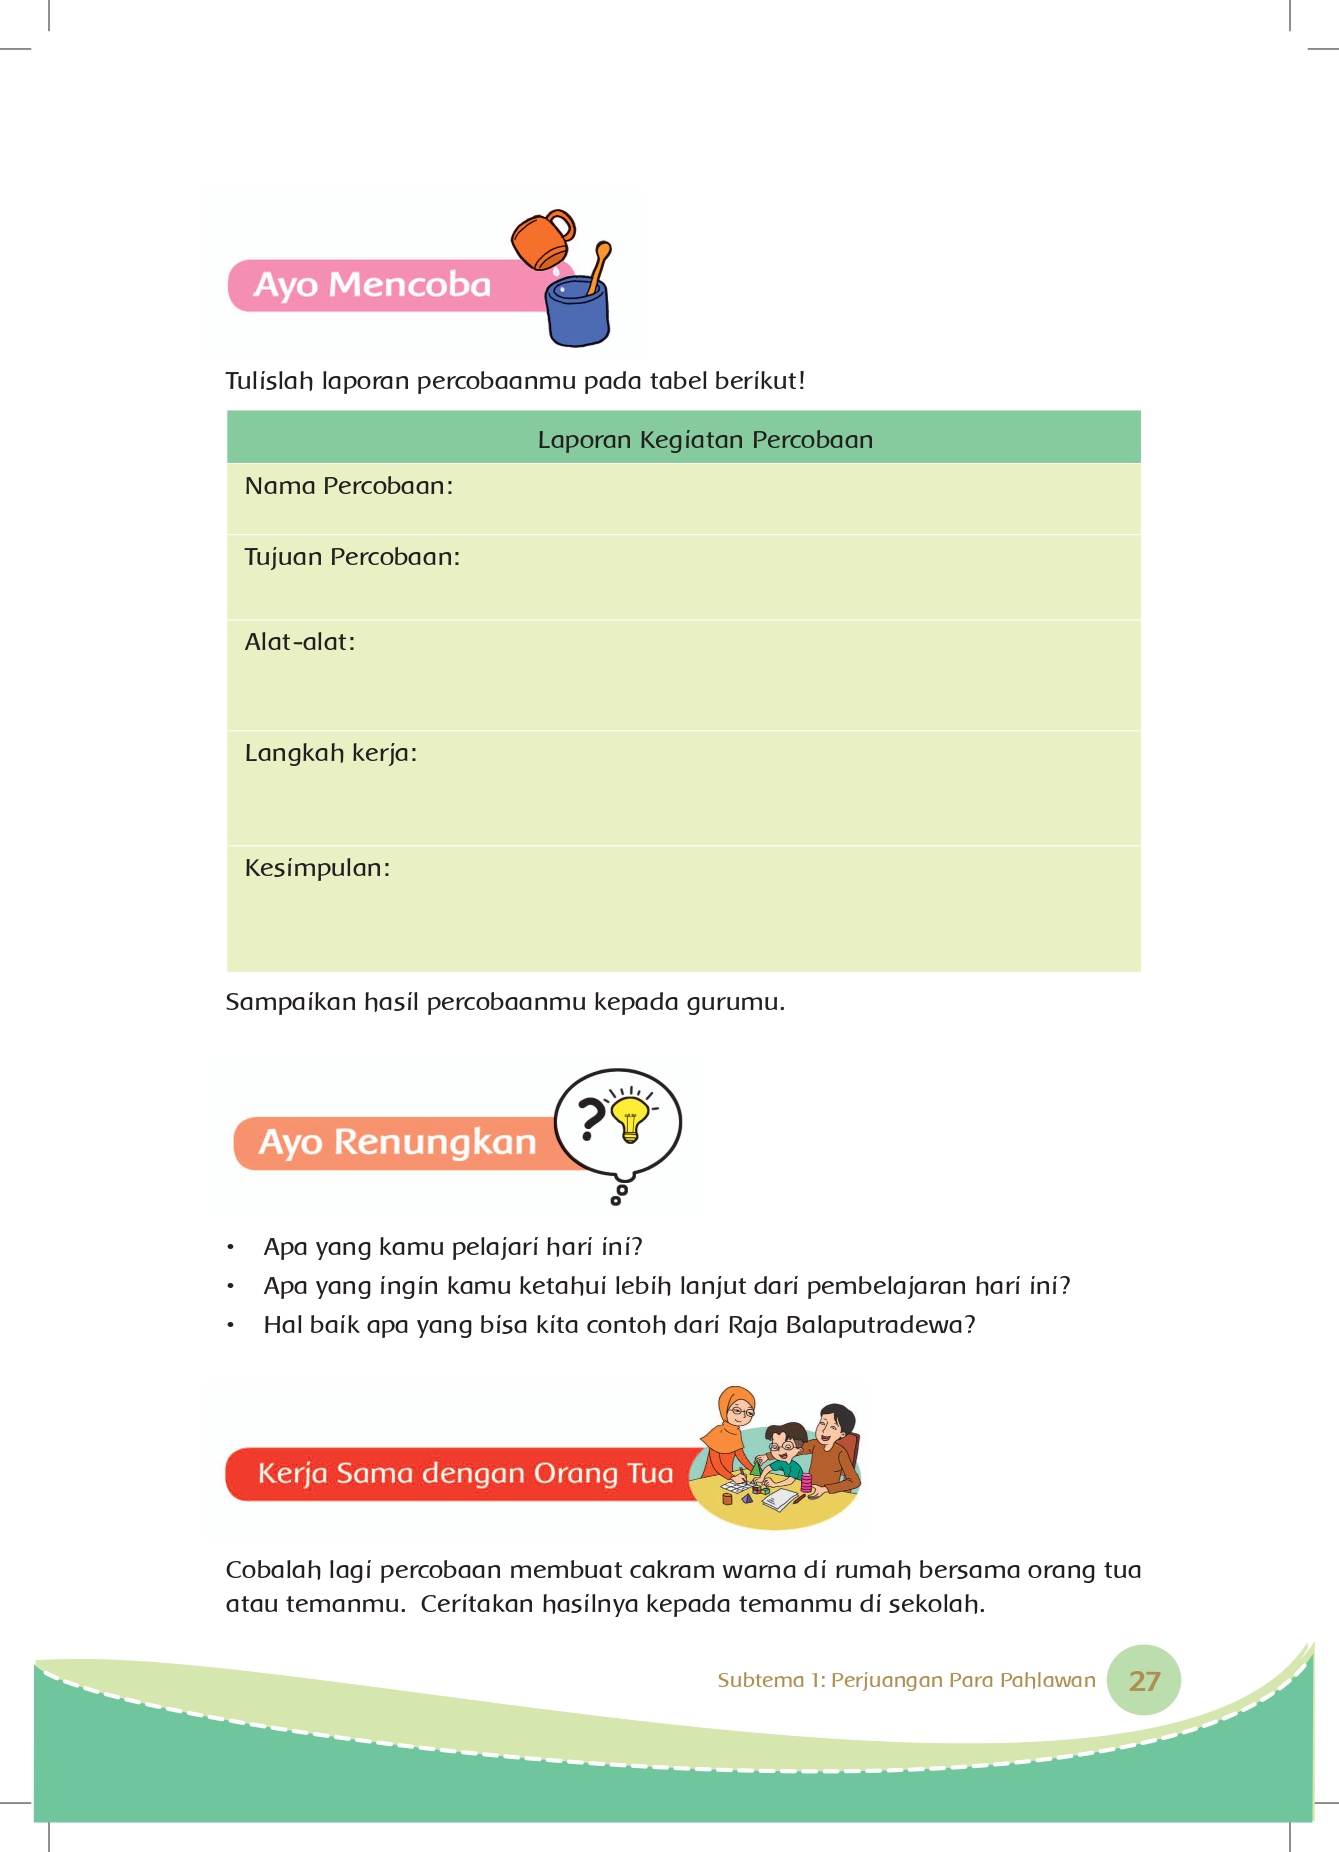 Ayo Mencoba
Tulislah laporan percobaanmu pada tabel berikut!
Laporan Kegiatan Percobaan
Nama Percobaan:
Tujuan Percobaan:
Alat-alat:
Langkah kerja:
Kesimpulan:
Sampaikan hasil percobaanmu kepada gurumu.
?
Ayo Renungkan
• Apa yang kamu pelajari hari ini?
• Apa yang ingin kamu ketahui lebih lanjut dari pembelajaran hari ini?
• Hal baik apa yang bisa kita contoh dari Raja Balaputradewa?
Kerja Sama dengan Orang Tua
Cobalah lagi percobaan membuat cakram warna di rumah bersama orang tua
atau temanmu.  Ceritakan hasilnya kepada temanmu di sekolah.
Subtema 1: Perjuangan Para Pahlawan 27